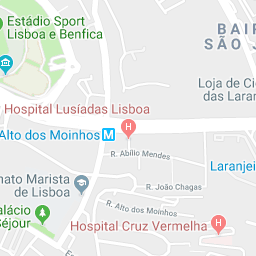 Estádio Sport
Lisboa e Benfica
BAIR
SÃO J
Loja de Ci
das Laran
Hospital Lusíadas Lisboa
H
Alto dos Moinhos M
R. Abílio Mendes
Laranjei
nato Marista
de Lisboa
R. João Chagas
R. Alto dos Moinhos
alácio
Séjour
Hospital Cruz Vermelha H